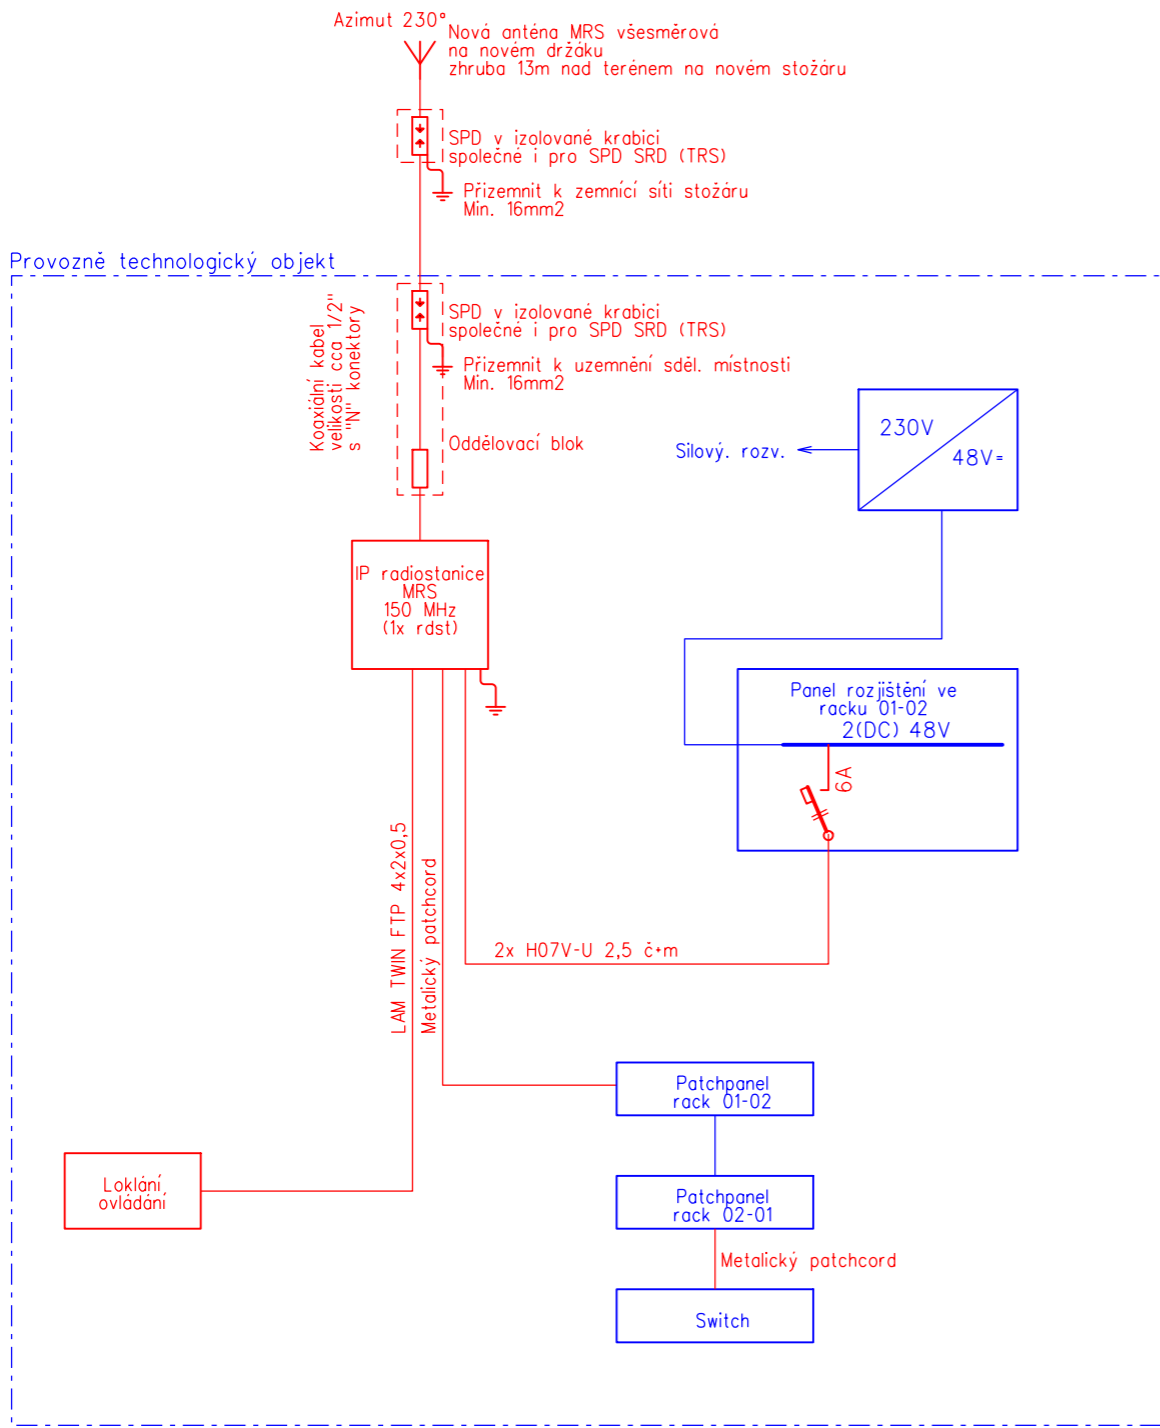 Azimut 230°
Nová anténa MRS všesměrová
na novém držáku
zhruba 13m nad terénem na novém stožáru
SPD v izolované krabici
společné i pro SPD SRD (TRS)
Přizemnit k zemnící síti stožáru
Min. 16mm2
Provozně technologický objekt
Koaxiální kabel
velikosti cca 1/2"
s "N" konektory
SPD v izolované krabici
společné i pro SPD SRD (TRS)
Přizemnit k uzemnění sděl. místnosti
Min. 16mm2
Oddělovací blok
Silový. rozv.
230V
48V=
IP radiostanice
MRS
150 MHz
(1x rdst)
Panel rozjištění ve
racku 01-02
2(DC) 48V
6A
LAM TWIN FTP 4x2x0,5
Metalický patchcord
2x H07V-U 2,5 č+m
Patchpanel
rack 01-02
Loklání
ovládání
Patchpanel
rack 02-01
Metalický patchcord
Switch